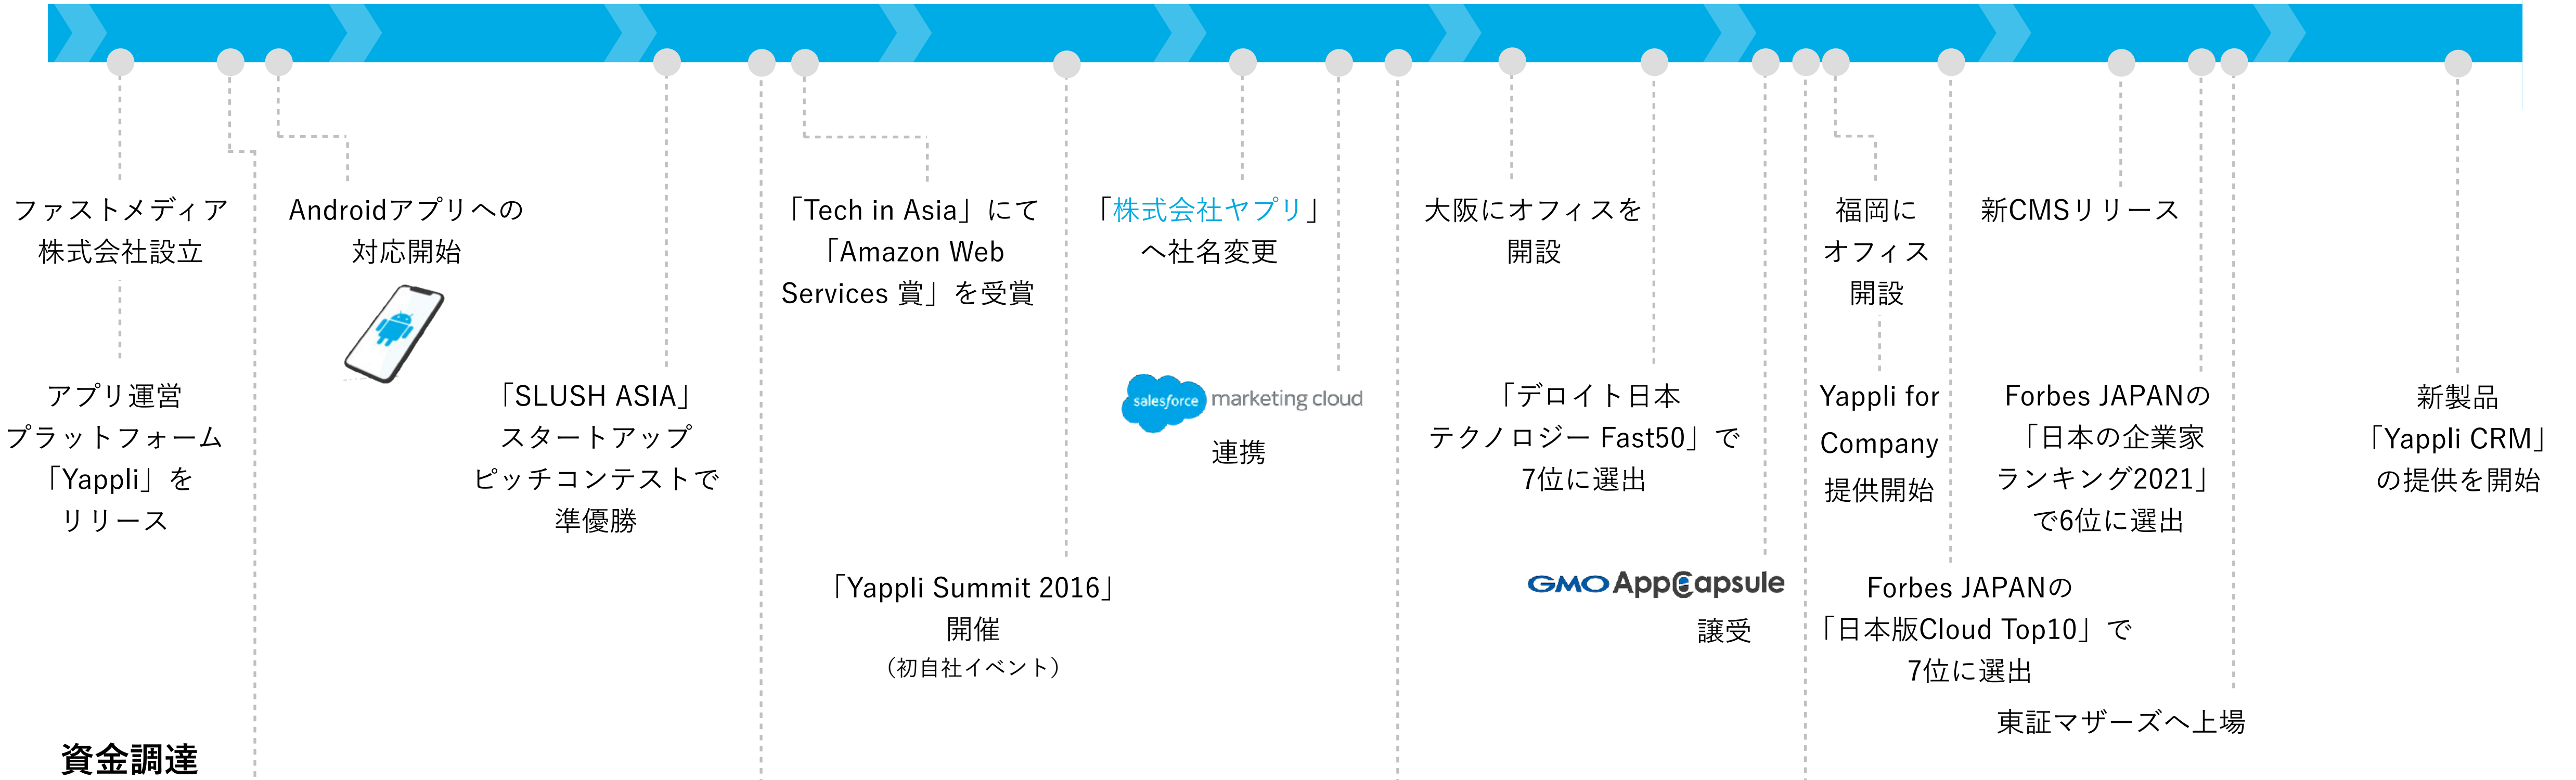 ファストメディア
株式会社設立
アプリ運営
プラットフォーム
「Yappli」を
リリース
Androidアプリへの
対応開始
「SLUSH ASIA」
スタートアップ
ピッチコンテストで
準優勝
「Tech in Asia」にて
「Amazon Web
Services 賞」を受賞
「Yappli Summit 2016」
開催
（初自社イベント）
「株式会社ヤプリ」
へ社名変更
salesforce marketing cloud
連携
大阪にオフィスを
開設
「デロイト日本
テクノロジー Fast50」で
7位に選出
GMO AppCapsule
譲受
福岡に
オフィス
開設
Yappli for
Company
提供開始
Forbes JAPANの
「日本版Cloud Top10」で
7位に選出
新CMSリリース
Forbes JAPANの
「日本の企業家
ランキング2021」
で6位に選出
東証マザーズへ上場
新製品
「Yappli CRM」
の提供を開始
資金調達